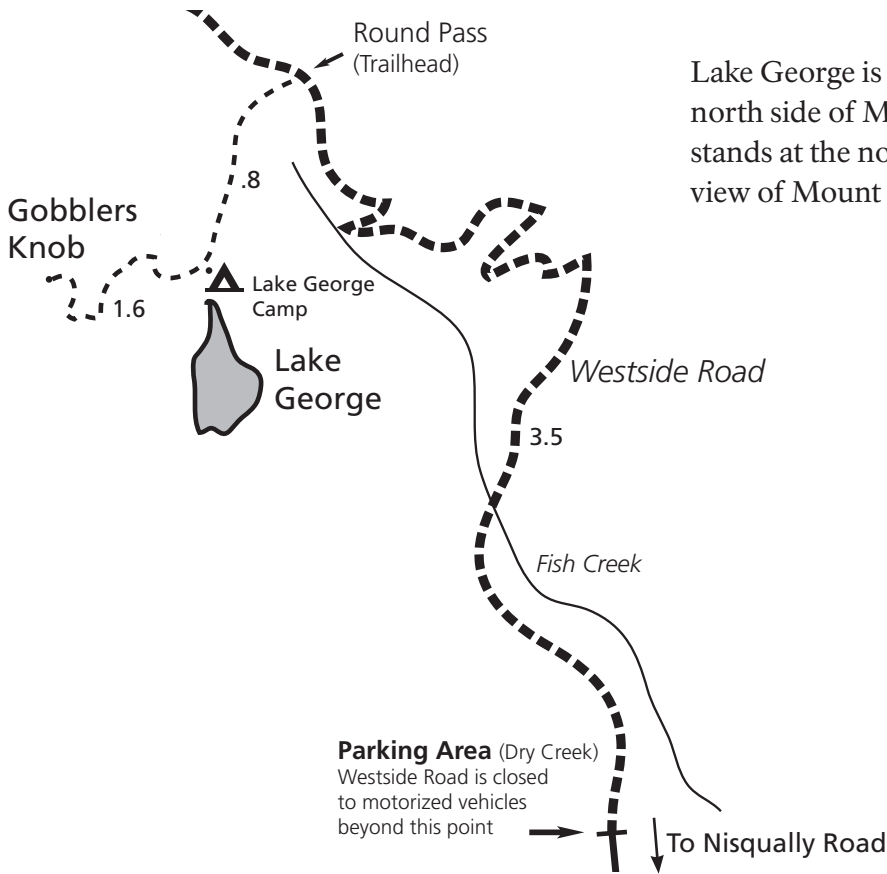 Round Pass
(Trailhead)
Lake George is
north side of M
stands at the no
view of Mount
.8
Gobblers
Knob
Lake George
Camp
1.6
Lake
George
Westside Road
3.5
Fish Creek
Parking Area (Dry Creek)
Westside Road is closed
to motorized vehicles
beyond this point
To Nisqually Road